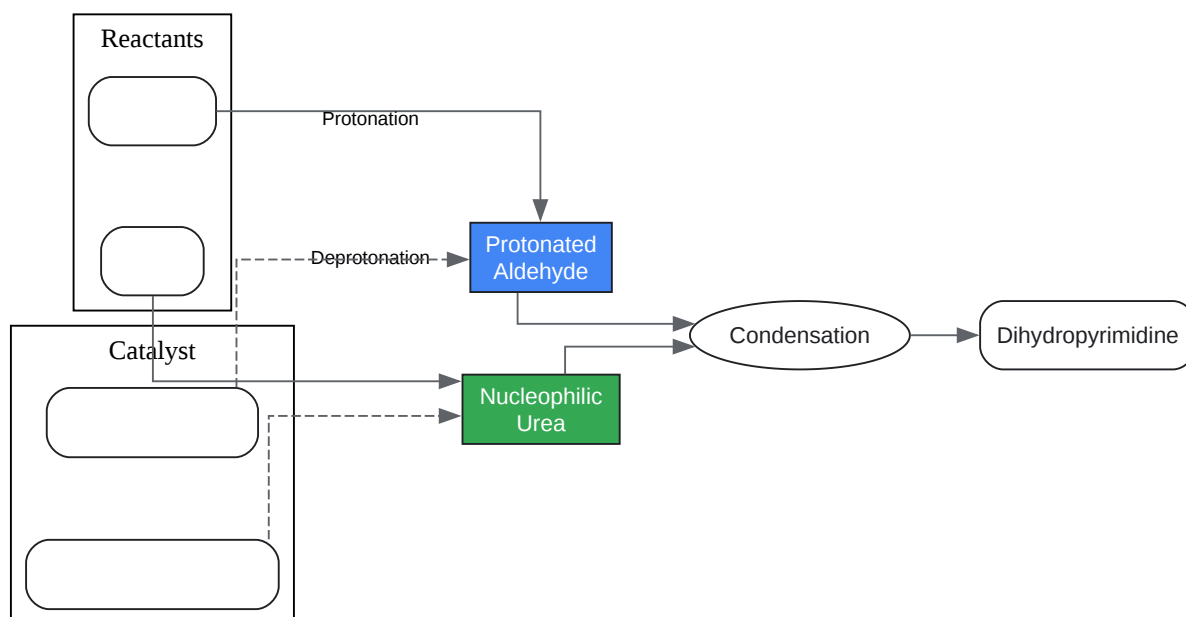 Reactants
Protonation
Deprotonation
Protonated
Aldehyde
Condensation
Dihydropyrimidine
Catalyst
Nucleophilic
Urea